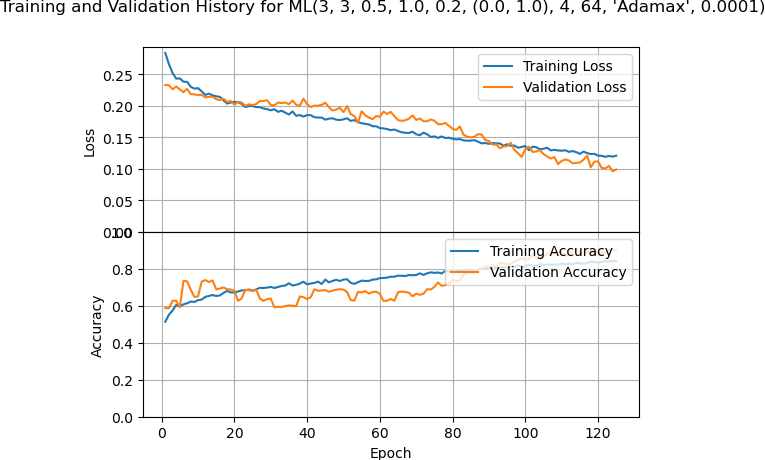 Training and Validation History for ML(3, 3, 0.5, 1.0, 0.2, (0.0, 1.0), 4, 64, 'Adamax', 0.0001)
Training Loss
Validation Loss
0.25
0.20
0.15
0.10
0.05
0.00
Loss
1.0
0.8
0.6
0.4
0.2
0.0
Accuracy
Training Accuracy
Validation Accuracy
0 20 40 60 80 100 120
Epoch